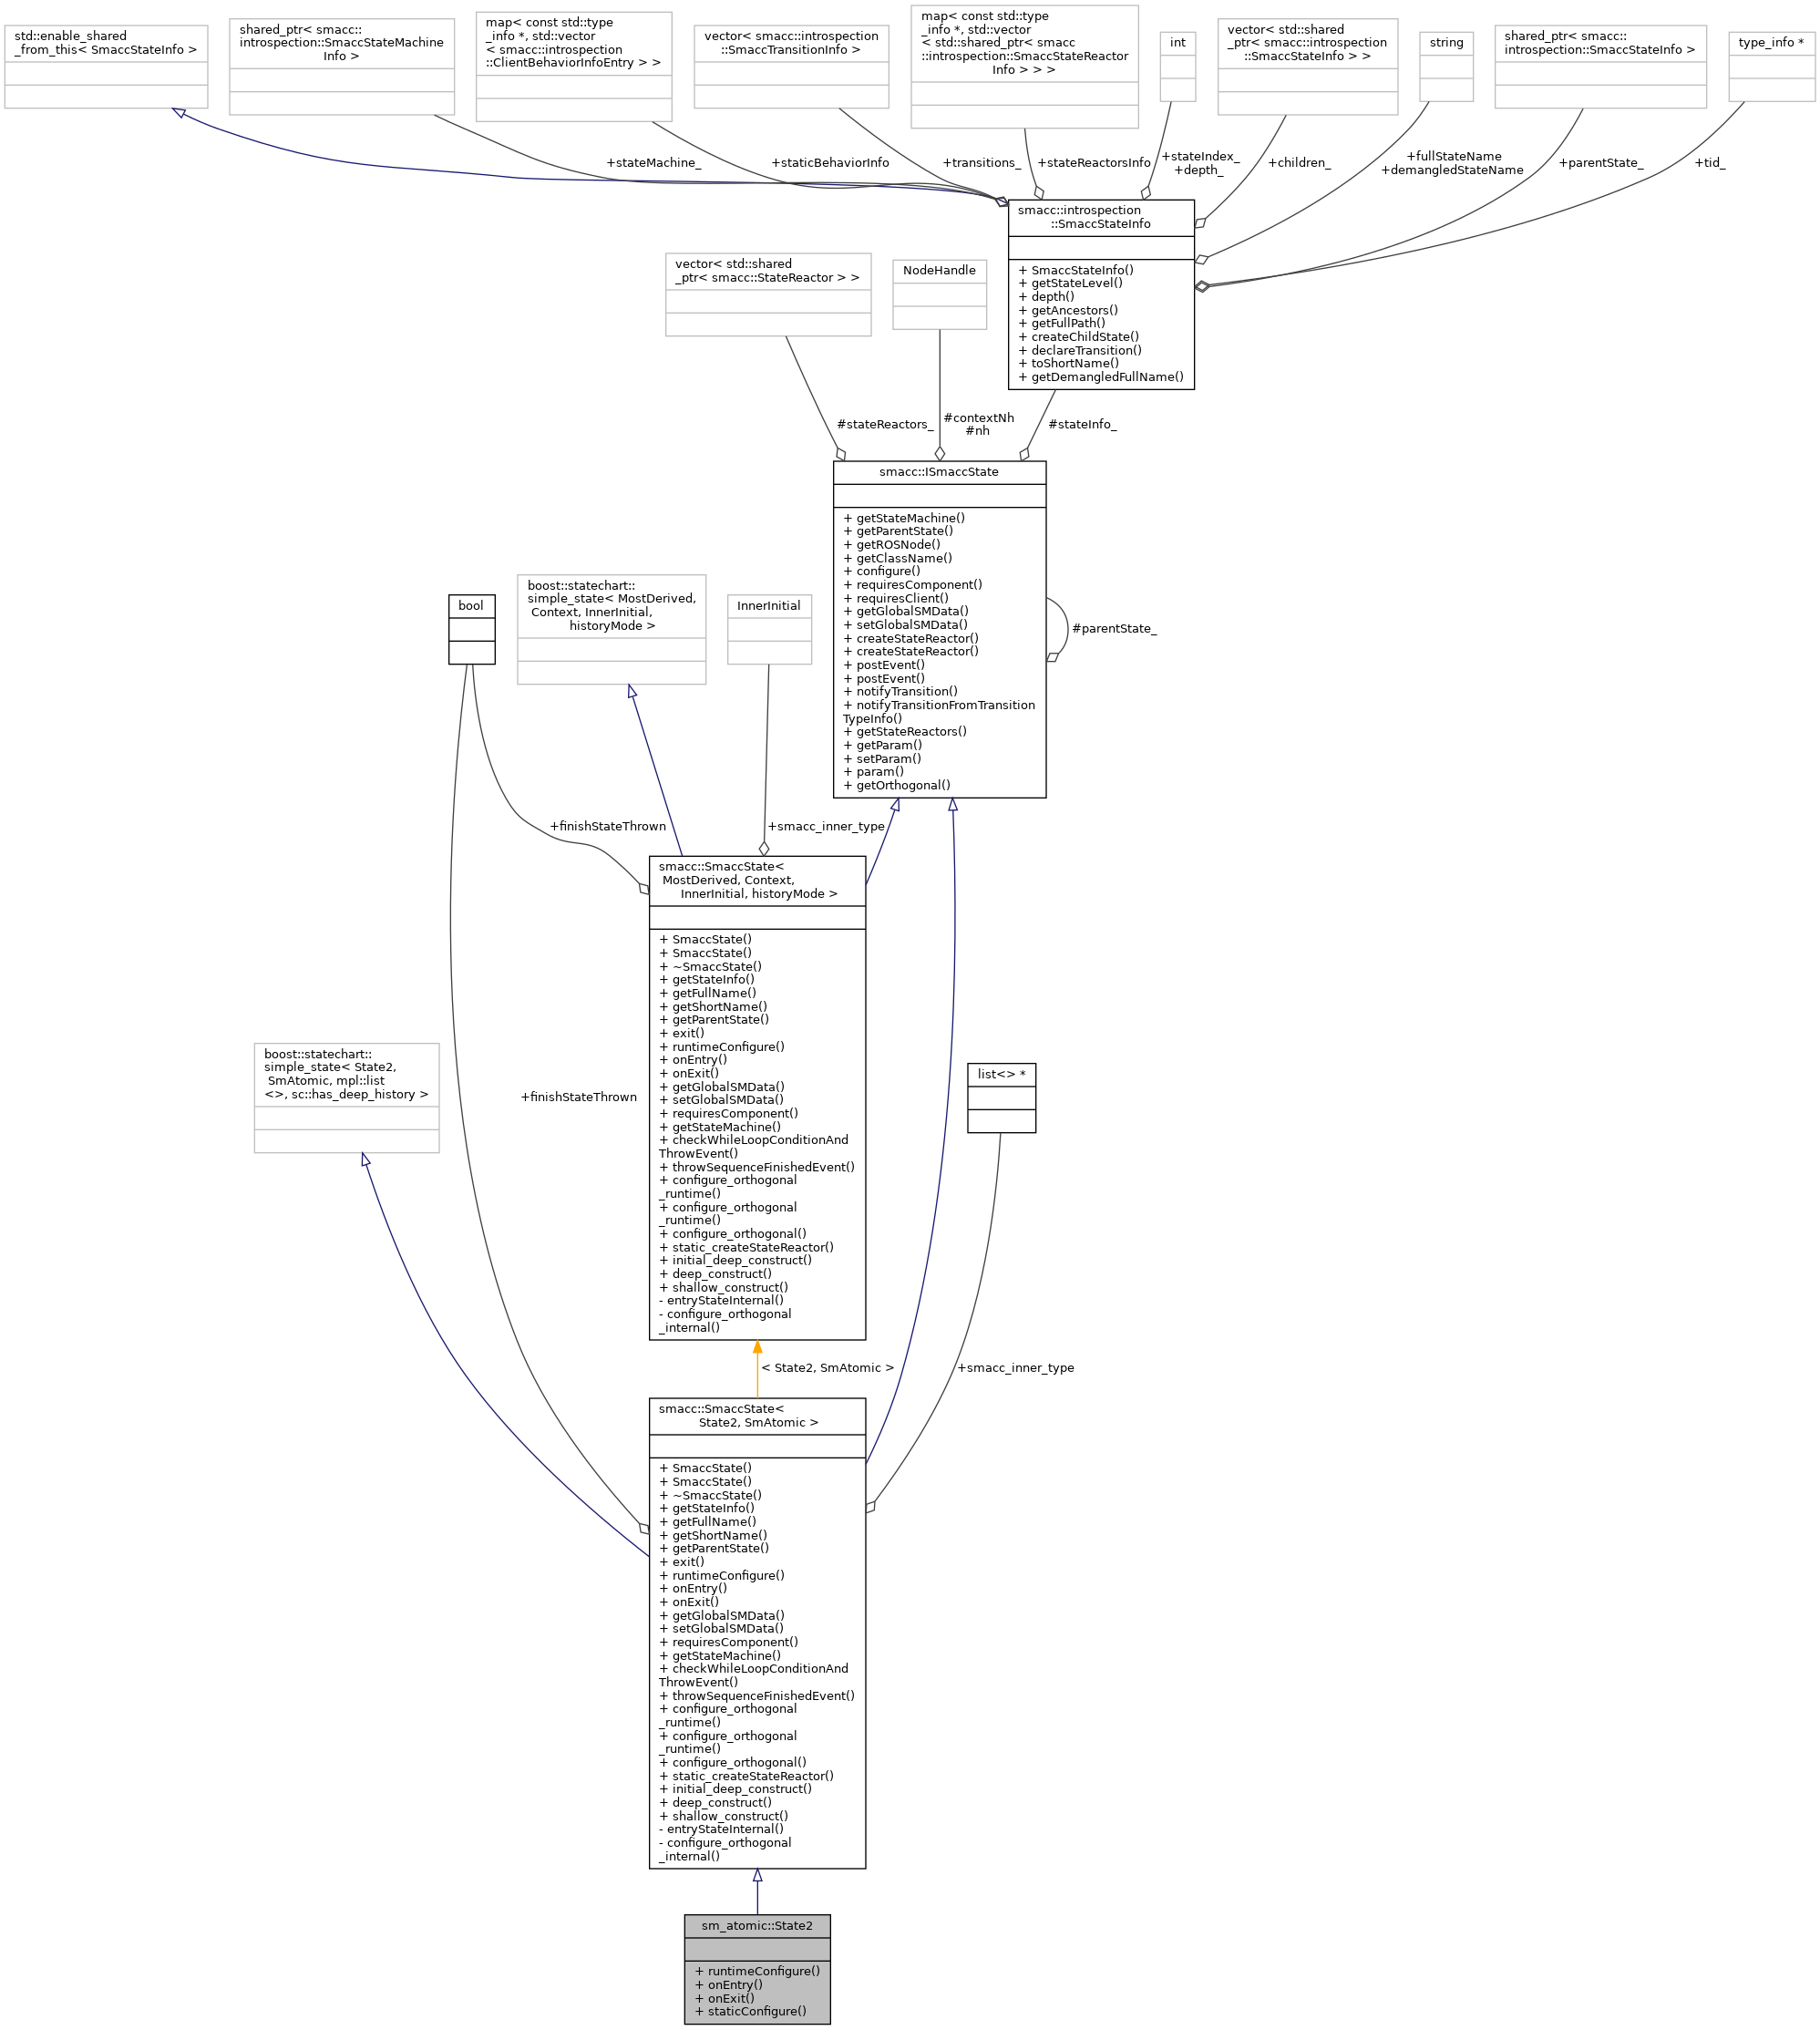 std::enable_shared
_from_this< SmaccStateInfo >
shared_ptr< smacc::
introspection::SmaccStateMachine
Info >
map< const std::type
_info *, std::vector
< smacc::introspection
::ClientBehaviorInfoEntry > >
vector< smacc::introspection
::SmaccTransitionInfo >
map< const std::type
_info *, std::vector
< std::shared_ptr< smacc
::introspection::SmaccStateReactor
Info > > >
int
vector< std::shared
_ptr< smacc::introspection
::SmaccStateInfo > >
string
shared_ptr< smacc::
introspection::SmaccStateInfo >
type_info *
+stateMachine_
+staticBehaviorInfo
+transitions_
+stateReactorsInfo
+stateIndex_
+depth_
+children_
+fullStateName
+demangledStateName
+parentState_
+tid_
smacc::introspection
::SmaccStateInfo
+ SmaccStateInfo()
+ getStateLevel()
+ depth()
+ getAncestors()
+ getFullPath()
+ createChildState()
+ declareTransition()
+ toShortName()
+ getDemangledFullName()
vector< std::shared
_ptr< smacc::StateReactor > >
NodeHandle
#stateReactors_
#contextNh
#nh
#stateInfo_
smacc::ISmaccState
+ getStateMachine()
+ getParentState()
+ getROSNode()
+ getClassName()
+ configure()
+ requiresComponent()
+ requiresClient()
+ getGlobalSMData()
+ setGlobalSMData()
+ createStateReactor()
+ createStateReactor()
+ postEvent()
+ postEvent()
+ notifyTransition()
+ notifyTransitionFromTransition
TypeInfo()
+ getStateReactors()
+ getParam()
+ setParam()
+ param()
+ getOrthogonal()
#parentState_
bool
boost::statechart::
simple_state< MostDerived,
Context, InnerInitial,
historyMode >
InnerInitial
+finishStateThrown
+smacc_inner_type
smacc::SmaccState<
MostDerived, Context,
InnerInitial, historyMode >
+ SmaccState()
+ SmaccState()
+ ~SmaccState()
+ getStateInfo()
+ getFullName()
+ getShortName()
+ getParentState()
+ exit()
+ runtimeConfigure()
+ onEntry()
+ onExit()
+ getGlobalSMData()
+ setGlobalSMData()
+ requiresComponent()
+ getStateMachine()
+ checkWhileLoopConditionAnd
ThrowEvent()
+ throwSequenceFinishedEvent()
+ configure_orthogonal
_runtime()
+ configure_orthogonal
_runtime()
+ configure_orthogonal()
+ static_createStateReactor()
+ initial_deep_construct()
+ deep_construct()
+ shallow_construct()
- entryStateInternal()
- configure_orthogonal
_internal()
boost::statechart::
simple_state< State2,
SmAtomic, mpl::list
<>, sc::has_deep_history >
+finishStateThrown
list<> *
< State2, SmAtomic >
+smacc_inner_type
smacc::SmaccState<
State2, SmAtomic >
+ SmaccState()
+ SmaccState()
+ ~SmaccState()
+ getStateInfo()
+ getFullName()
+ getShortName()
+ getParentState()
+ exit()
+ runtimeConfigure()
+ onEntry()
+ onExit()
+ getGlobalSMData()
+ setGlobalSMData()
+ requiresComponent()
+ getStateMachine()
+ checkWhileLoopConditionAnd
ThrowEvent()
+ throwSequenceFinishedEvent()
+ configure_orthogonal
_runtime()
+ configure_orthogonal
_runtime()
+ configure_orthogonal()
+ static_createStateReactor()
+ initial_deep_construct()
+ deep_construct()
+ shallow_construct()
- entryStateInternal()
- configure_orthogonal
_internal()
sm_atomic::State2
+ runtimeConfigure()
+ onEntry()
+ onExit()
+ staticConfigure()